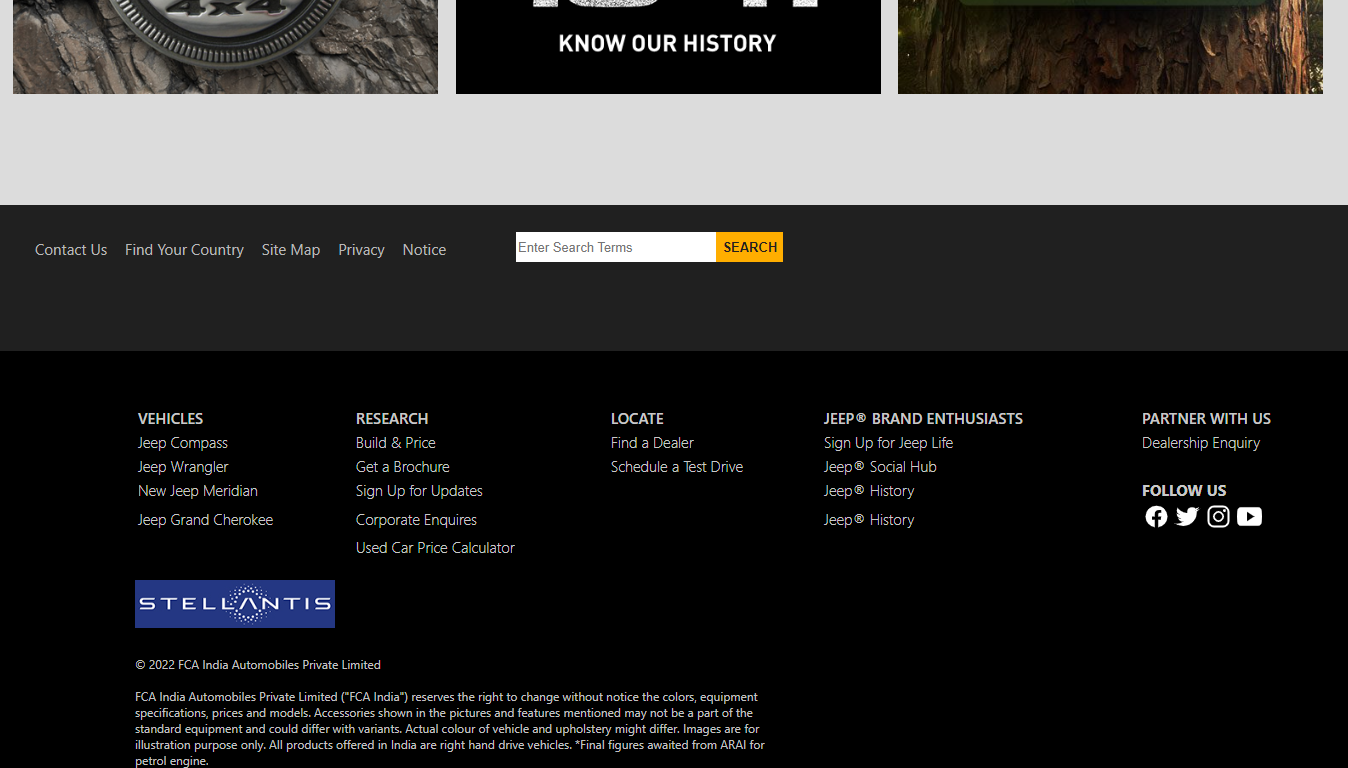 4x4
KNOW OUR HISTORY
Contact Us Find Your Country Site Map Privacy Notice
Enter Search Terms SEARCH
VEHICLES
Jeep Compass
Jeep Wrangler
New Jeep Meridian
Jeep Grand Cherokee
RESEARCH
Build & Price
Get a Brochure
Sign Up for Updates
Corporate Enquires
Used Car Price Calculator
LOCATE
Find a Dealer
Schedule a Test Drive
JEEP® BRAND ENTHUSIASTS
Sign Up for Jeep Life
Jeep® Social Hub
Jeep® History
Jeep® History
PARTNER WITH US
Dealership Enquiry
FOLLOW US
STELLANTIS
© 2022 FCA India Automobiles Private Limited
FCA India Automobiles Private Limited ("FCA India") reserves the right to change without notice the colors, equipment
specifications, prices and models. Accessories shown in the pictures and features mentioned may not be a part of the
standard equipment and could differ with variants. Actual colour of vehicle and upholstery might differ. Images are for
illustration purpose only. All products offered in India are right hand drive vehicles. *Final figures awaited from ARAI for
petrol engine.